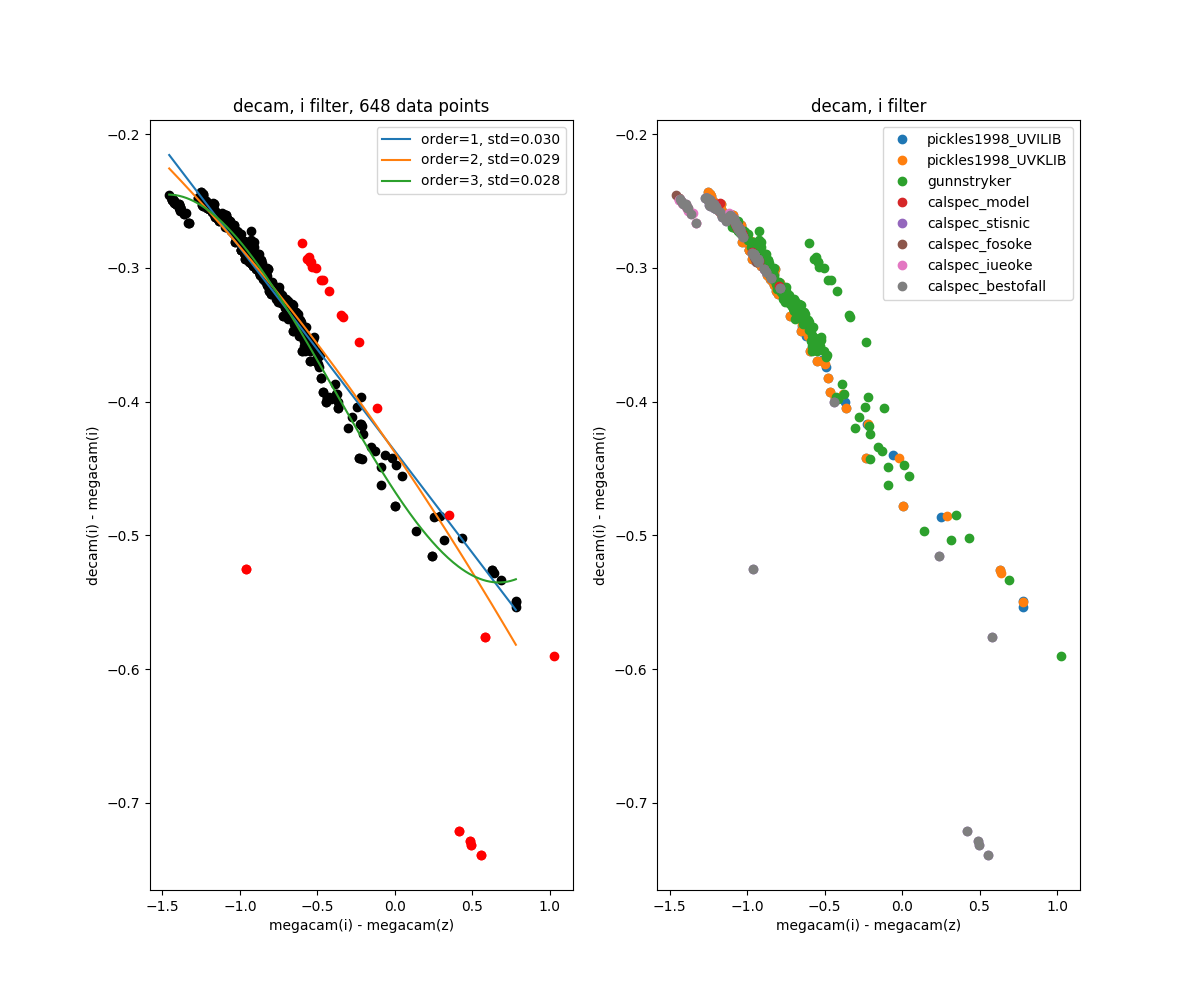 decam, i filter, 648 data points
order=1, std=0.030
order=2, std=0.029
order=3, std=0.028
−0.2
−0.3
−0.4
−0.5
−0.6
−0.7
decam(i) - megacam(i)
−1.5 −1.0 −0.5 0.0 0.5 1.0
megacam(i) - megacam(z)
decam, i filter
pickles1998_UVILIB
pickles1998_UVKLIB
gunnstryker
calspec_model
calspec_stisnic
calspec_fosoke
calspec_iueoke
calspec_bestofall
−0.2
−0.3
−0.4
−0.5
−0.6
−0.7
decam(i) - megacam(i)
−1.5 −1.0 −0.5 0.0 0.5 1.0
megacam(i) - megacam(z)